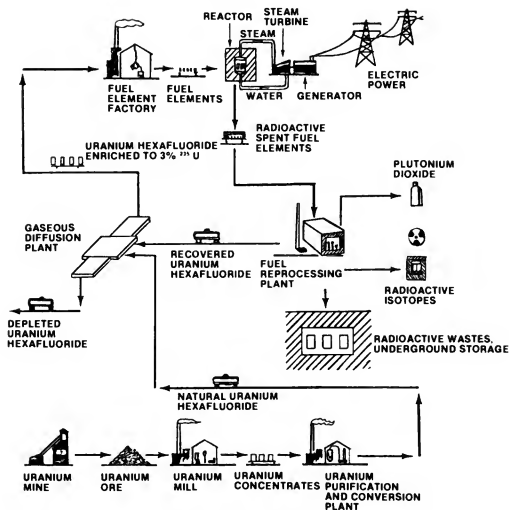 REACTOR
STEAM
TURBINE
STEAM
FUEL
ELEMENT
FACTORY
FUEL
ELEMENTS
WATER
GENERATOR
ELECTRIC
POWER
RADIOACTIVE
SPENT FUEL
ELEMENTS
URANIUM HEXAFLUORIDE
ENRICHED TO 3% ²³⁵ U
PLUTONIUM
DIOXIDE
GASEOUS
DIFFUSION
PLANT
RECOVERED
URANIUM
HEXAFLUORIDE
FUEL
REPROCESSING
PLANT
RADIOACTIVE
ISOTOPES
DEPLETED
URANIUM
HEXAFLUORIDE
RADIOACTIVE WASTES,
UNDERGROUND STORAGE
NATURAL URANIUM
HEXAFLUORIDE
URANIUM
MINE
URANIUM
ORE
URANIUM
MILL
URANIUM
CONCENTRATES
URANIUM
PURIFICATION
AND CONVERSION
PLANT